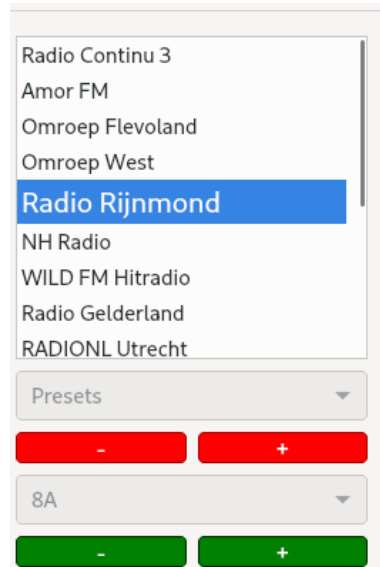 Radio Continu 3
Amor FM
Omroep Flevoland
Omroep West
Radio Rijnmond
NH Radio
WILD FM Hitradio
Radio Gelderland
RADIONL Utrecht
Presets
- +
8A
- +